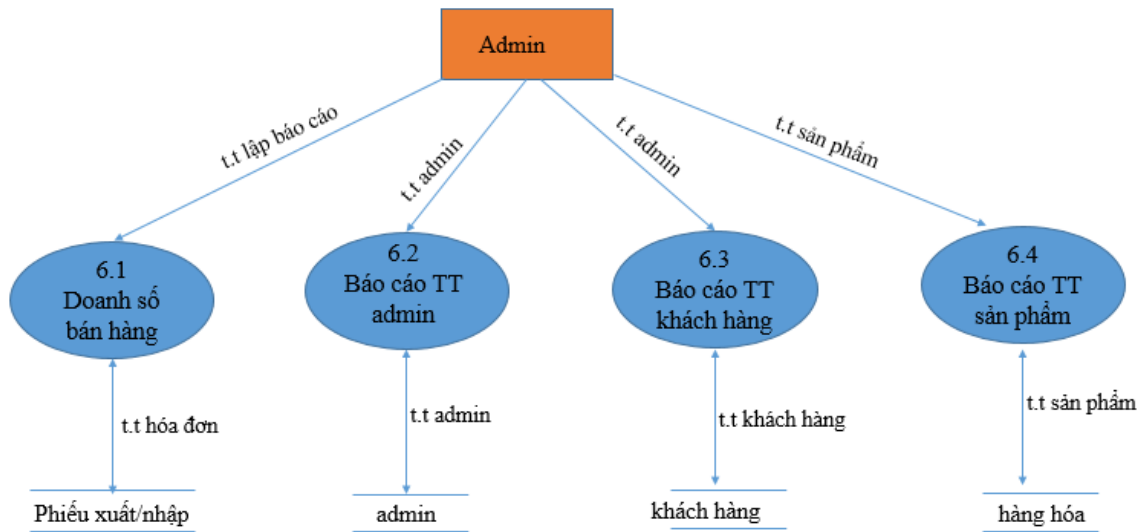 Admin
t.t lập báo cáo
t.t admin
t.t admin
t.t sản phẩm
6.1
Doanh số
bán hàng
6.2
Báo cáo TT
admin
6.3
Báo cáo TT
khách hàng
6.4
Báo cáo TT
sản phẩm
t.t hóa đơn
t.t admin
t.t khách hàng
t.t sản phẩm
Phiếu xuất/nhập
admin
khách hàng
hàng hóa